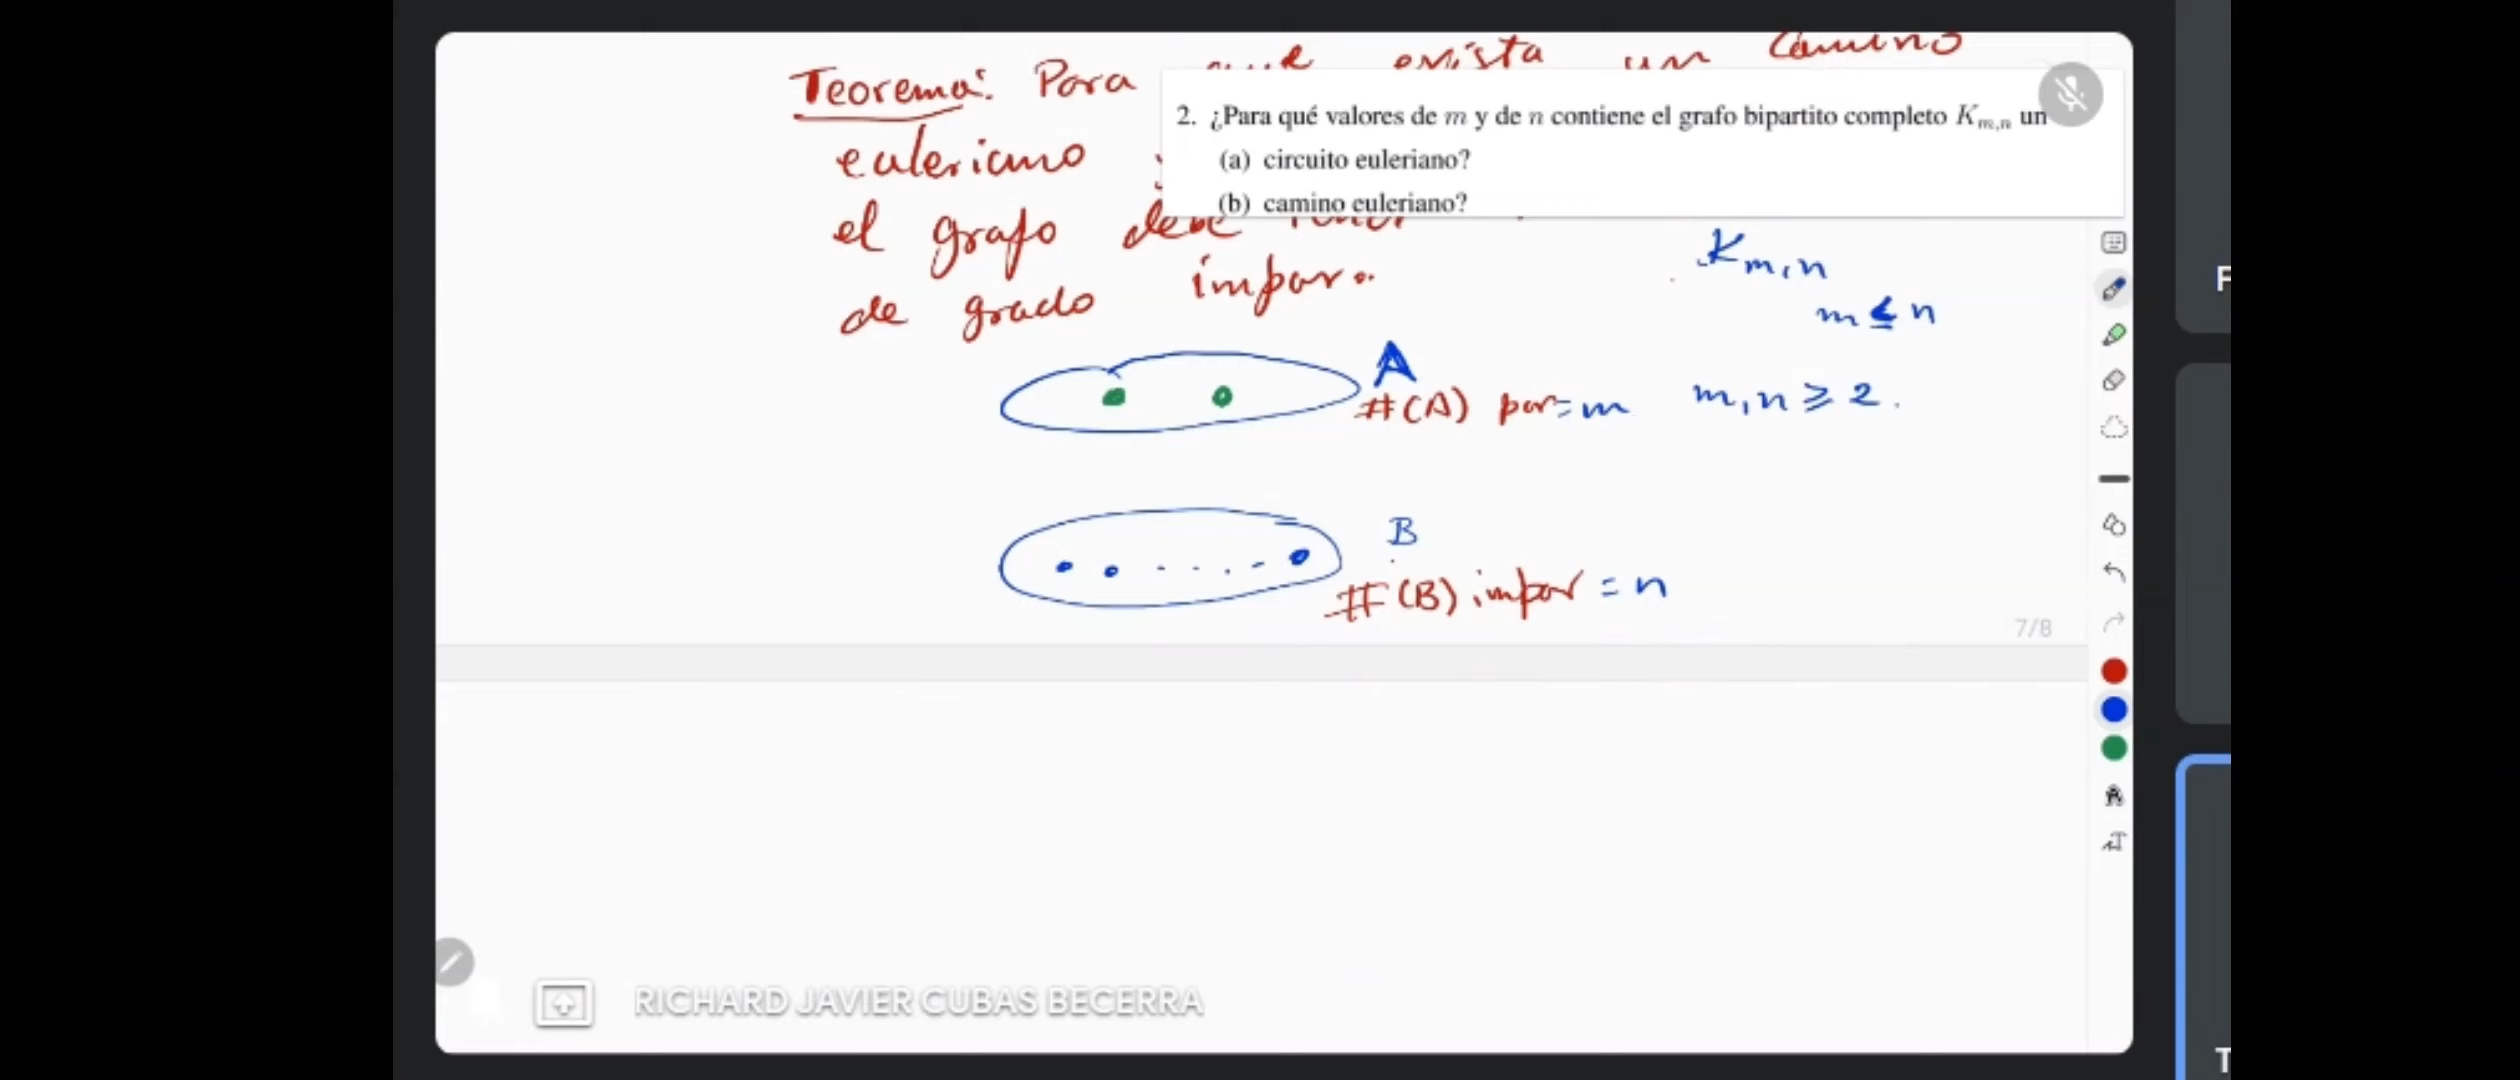 Teorema: Para que exista un camino
2. ¿Para qué valores de m y de n contiene el grafo bipartito completo Km,n un
(a) circuito euleriano?
(b) camino euleriano?
euleriano
el grafo debe
de grado impar.
Km,n
m ≤ n
A
#(A) par = m
m,n ≥ 2.
B
#(B) impar = n
7/8
RICHARD JAVIER CUBAS BECERRA
F
T